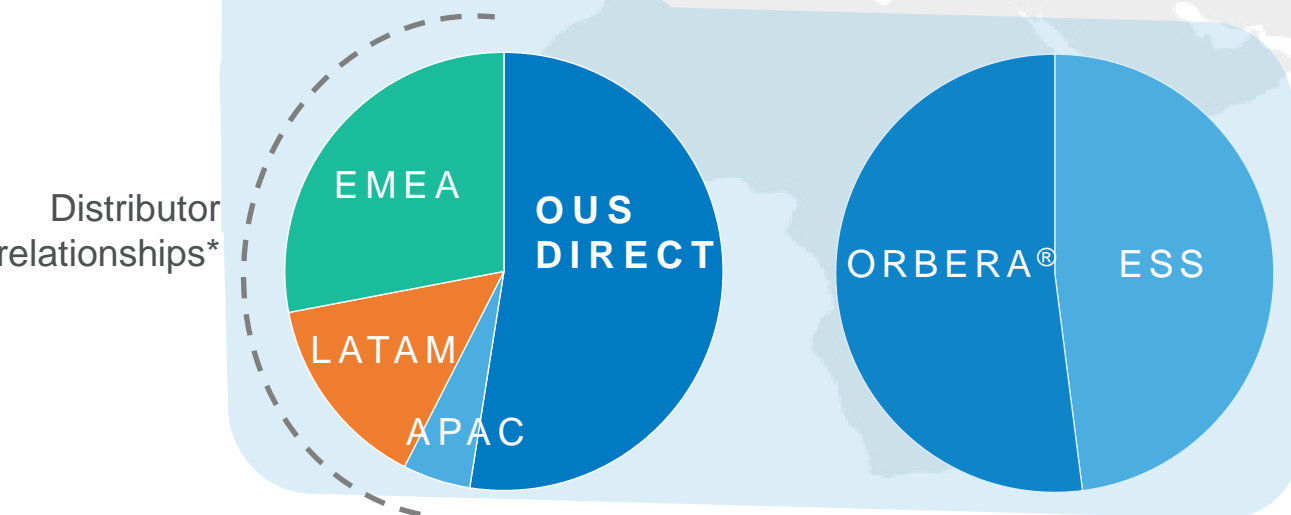 Distributor
relationships*
EMEA
OUS
DIRECT
LATAM
APAC
ORBERA®
ESS